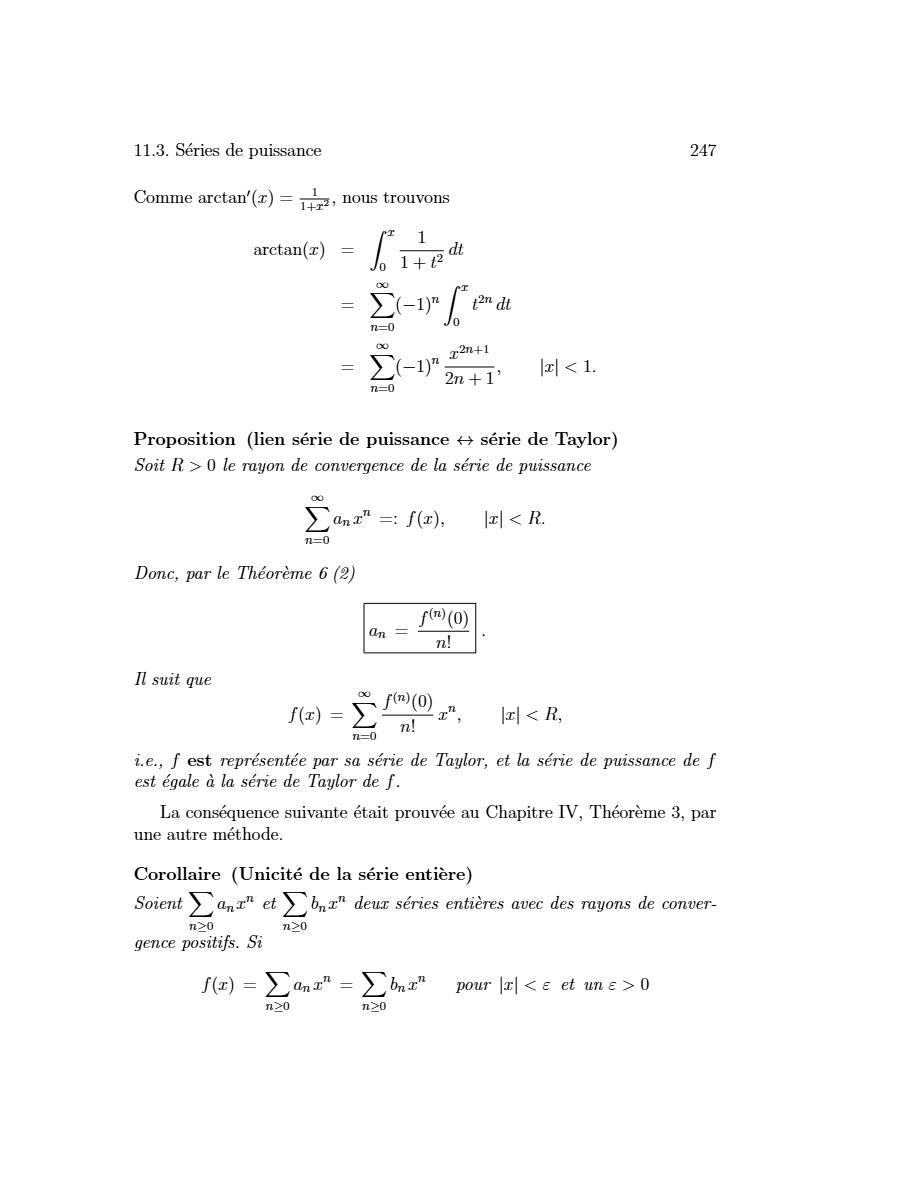 11.3. Séries de puissance 247
Comme arctan′(x) = 1/(1+x²), nous trouvons
arctan(x) = ∫₀ˣ 1/(1 + t²) dt
= ∑_{n=0}^{∞} (−1)ⁿ ∫₀ˣ t²ⁿ dt
= ∑_{n=0}^{∞} (−1)ⁿ x²ⁿ⁺¹/(2n + 1), |x| < 1.
Proposition (lien série de puissance ↔ série de Taylor)
Soit R > 0 le rayon de convergence de la série de puissance
∑_{n=0}^{∞} aₙxⁿ =: f(x), |x| < R.
Donc, par le Théorème 6 (2)
aₙ = f⁽ⁿ⁾(0)/n! .
Il suit que
f(x) = ∑_{n=0}^{∞} f⁽ⁿ⁾(0)/n! xⁿ, |x| < R,
i.e., f est représentée par sa série de Taylor, et la série de puissance de f
est égale à la série de Taylor de f.
La conséquence suivante était prouvée au Chapitre IV, Théorème 3, par
une autre méthode.
Corollaire (Unicité de la série entière)
Soient ∑_{n≥0} aₙxⁿ et ∑_{n≥0} bₙxⁿ deux séries entières avec des rayons de conver-
gence positifs. Si
f(x) = ∑_{n≥0} aₙxⁿ = ∑_{n≥0} bₙxⁿ pour |x| < ε et un ε > 0